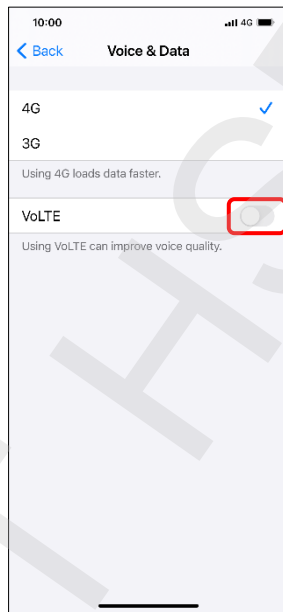 10:00
4G
Back
Voice & Data
4G
3G
Using 4G loads data faster.
VoLTE
Using VoLTE can improve voice quality.